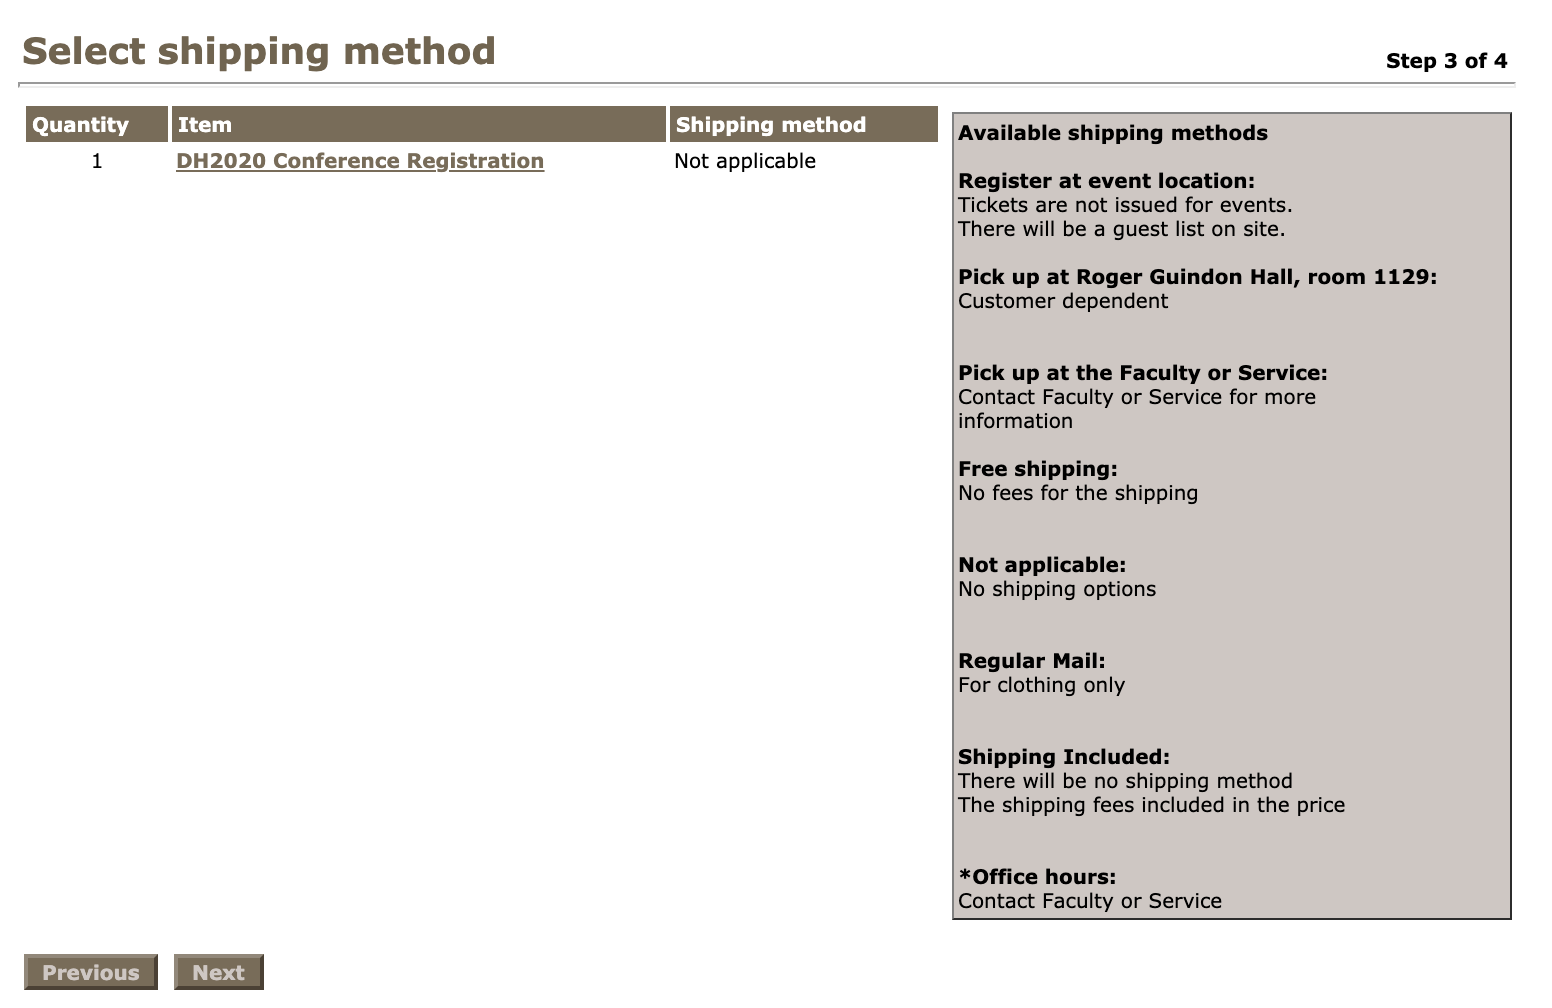 Select shipping method
Step 3 of 4
Quantity Item Shipping method
1 DH2020 Conference Registration Not applicable
Available shipping methods
Register at event location:
Tickets are not issued for events.
There will be a guest list on site.
Pick up at Roger Guindon Hall, room 1129:
Customer dependent
Pick up at the Faculty or Service:
Contact Faculty or Service for more
information
Free shipping:
No fees for the shipping
Not applicable:
No shipping options
Regular Mail:
For clothing only
Shipping Included:
There will be no shipping method
The shipping fees included in the price
*Office hours:
Contact Faculty or Service
Previous Next